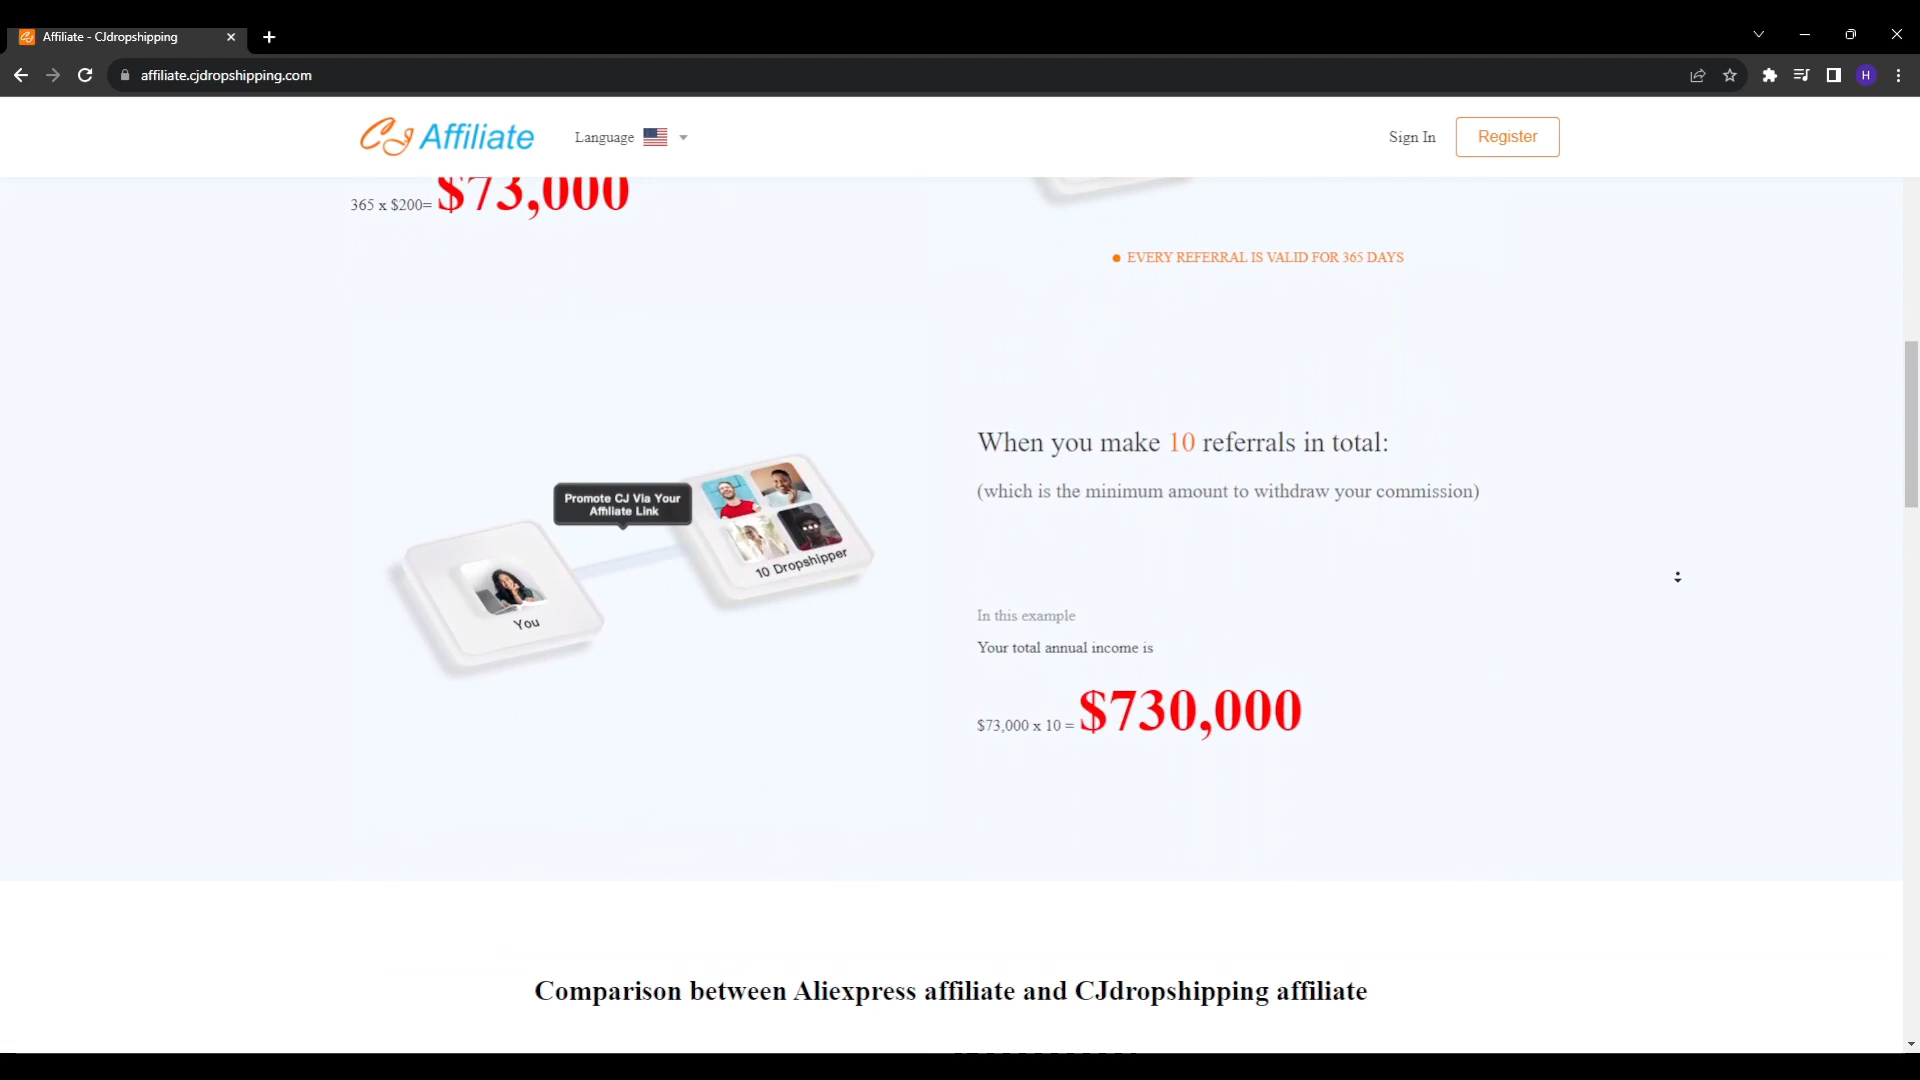 Affiliate - CJdropshipping
affiliate.cjdropshipping.com
H
CJ Affiliate
Language
Sign In
Register
365 x $200= $73,000
EVERY REFERRAL IS VALID FOR 365 DAYS
When you make 10 referrals in total:
(which is the minimum amount to withdraw your commission)
Promote CJ Via Your
Affiliate Link
10 Dropshipper
You
In this example
Your total annual income is
$73,000 x 10 = $730,000
Comparison between Aliexpress affiliate and CJdropshipping affiliate